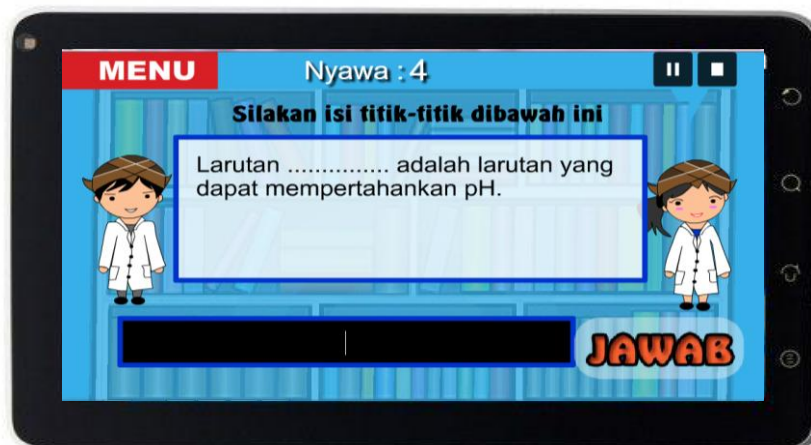 MENU
Nyawa : 4
Silakan isi titik-titik dibawah ini
Larutan ............... adalah larutan yang
dapat mempertahankan pH.
JAWAB